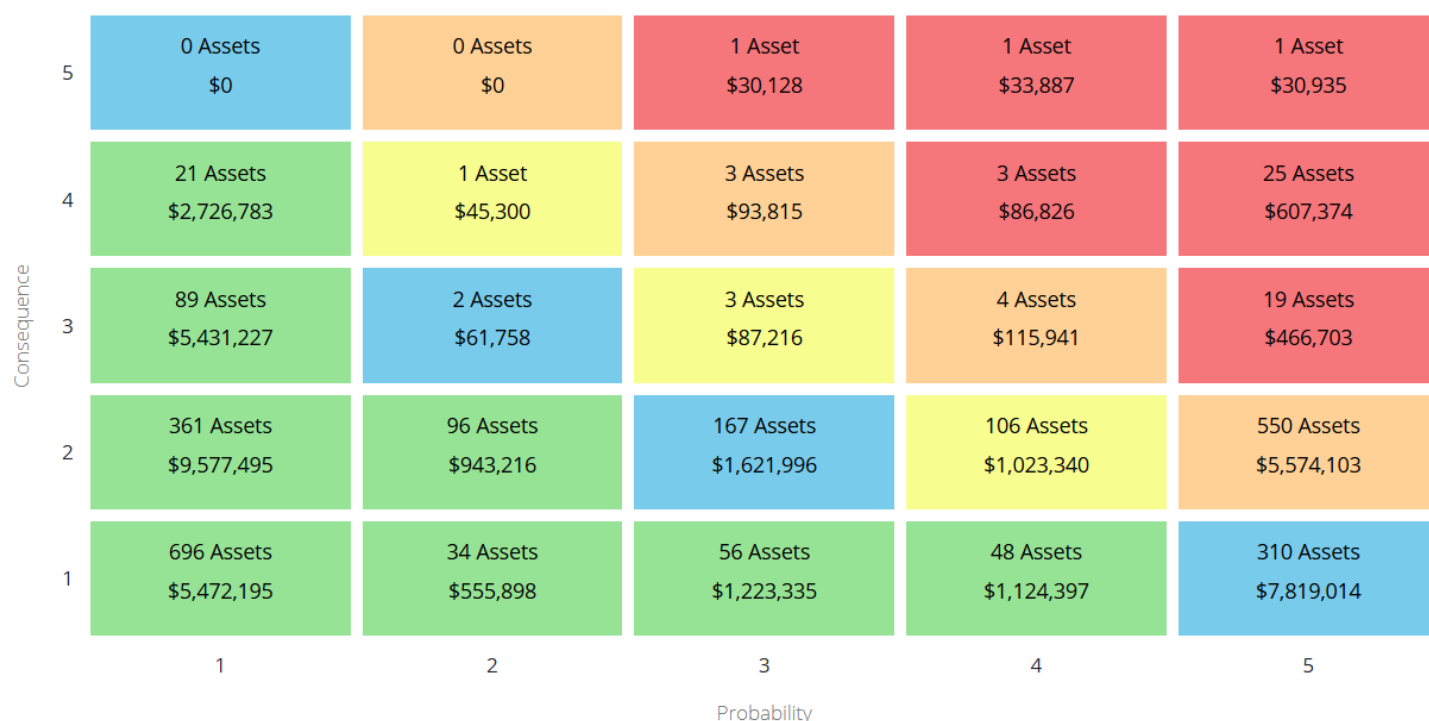 5
0 Assets
$0
0 Assets
$0
1 Asset
$30,128
1 Asset
$33,887
1 Asset
$30,935
4
21 Assets
$2,726,783
1 Asset
$45,300
3 Assets
$93,815
3 Assets
$86,826
25 Assets
$607,374
Consequence
3
89 Assets
$5,431,227
2 Assets
$61,758
3 Assets
$87,216
4 Assets
$115,941
19 Assets
$466,703
2
361 Assets
$9,577,495
96 Assets
$943,216
167 Assets
$1,621,996
106 Assets
$1,023,340
550 Assets
$5,574,103
1
696 Assets
$5,472,195
34 Assets
$555,898
56 Assets
$1,223,335
48 Assets
$1,124,397
310 Assets
$7,819,014
1
2
3
4
5
Probability